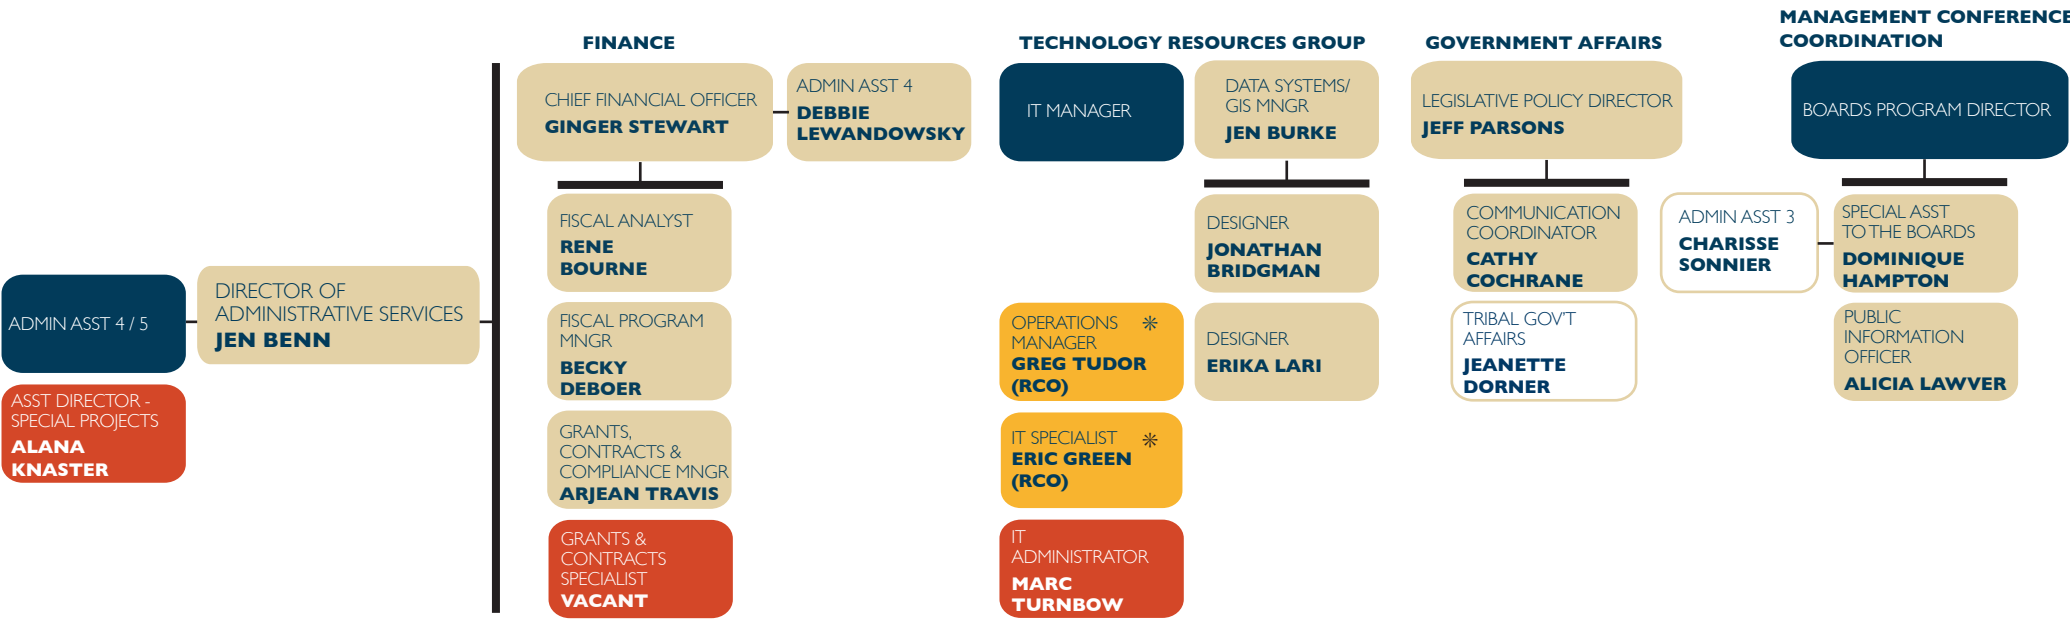 ADMIN ASST 4 / 5
ASST DIRECTOR -
SPECIAL PROJECTS
ALANA
KNASTER
DIRECTOR OF
ADMINISTRATIVE SERVICES
JEN BENN
FINANCE
CHIEF FINANCIAL OFFICER
GINGER STEWART
ADMIN ASST 4
DEBBIE
LEWANDOWSKY
FISCAL ANALYST
RENE
BOURNE
FISCAL PROGRAM
MNGR
BECKY
DEBOER
GRANTS,
CONTRACTS &
COMPLIANCE MNGR
ARJEAN TRAVIS
GRANTS &
CONTRACTS
SPECIALIST
VACANT
TECHNOLOGY RESOURCES GROUP
IT MANAGER
OPERATIONS
MANAGER
GREG TUDOR
(RCO)
IT SPECIALIST
ERIC GREEN
(RCO)
IT
ADMINISTRATOR
MARC
TURNBOW
DATA SYSTEMS/
GIS MNGR
JEN BURKE
DESIGNER
JONATHAN
BRIDGMAN
DESIGNER
ERIKA LARI
GOVERNMENT AFFAIRS
LEGISLATIVE POLICY DIRECTOR
JEFF PARSONS
COMMUNICATION
COORDINATOR
CATHY
COCHRANE
TRIBAL GOV'T
AFFAIRS
JEANETTE
DORNER
MANAGEMENT CONFERENCE
COORDINATION
BOARDS PROGRAM DIRECTOR
ADMIN ASST 3
CHARISSE
SONNIER
SPECIAL ASST
TO THE BOARDS
DOMINIQUE
HAMPTON
PUBLIC
INFORMATION
OFFICER
ALICIA LAWVER